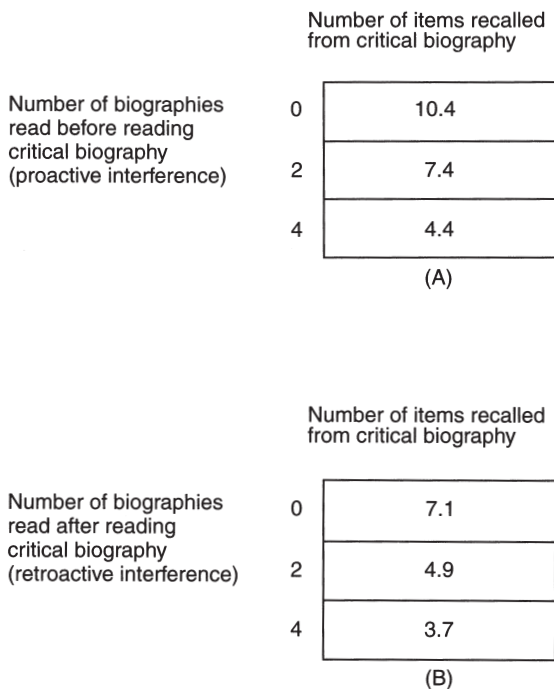 Number of items recalled
from critical biography
Number of biographies
read before reading
critical biography
(proactive interference)
0 10.4
2 7.4
4 4.4
(A)
Number of items recalled
from critical biography
Number of biographies
read after reading
critical biography
(retroactive interference)
0 7.1
2 4.9
4 3.7
(B)